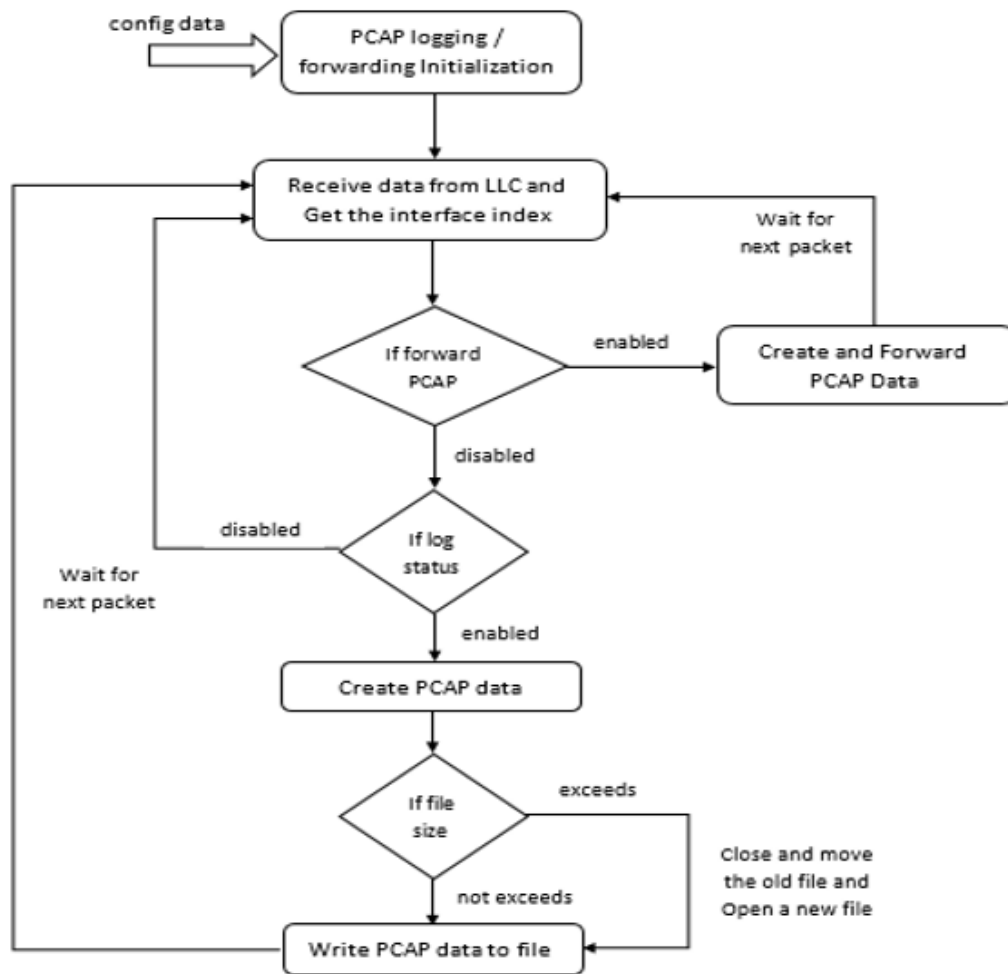 config data
PCAP logging /
forwarding Initialization
Receive data from LLC and
Get the interface index
Wait for
next packet
If forward
PCAP
enabled
Create and Forward
PCAP Data
disabled
disabled
If log
status
Wait for
next packet
enabled
Create PCAP data
If file
size
exceeds
Close and move
the old file and
Open a new file
not exceeds
Write PCAP data to file